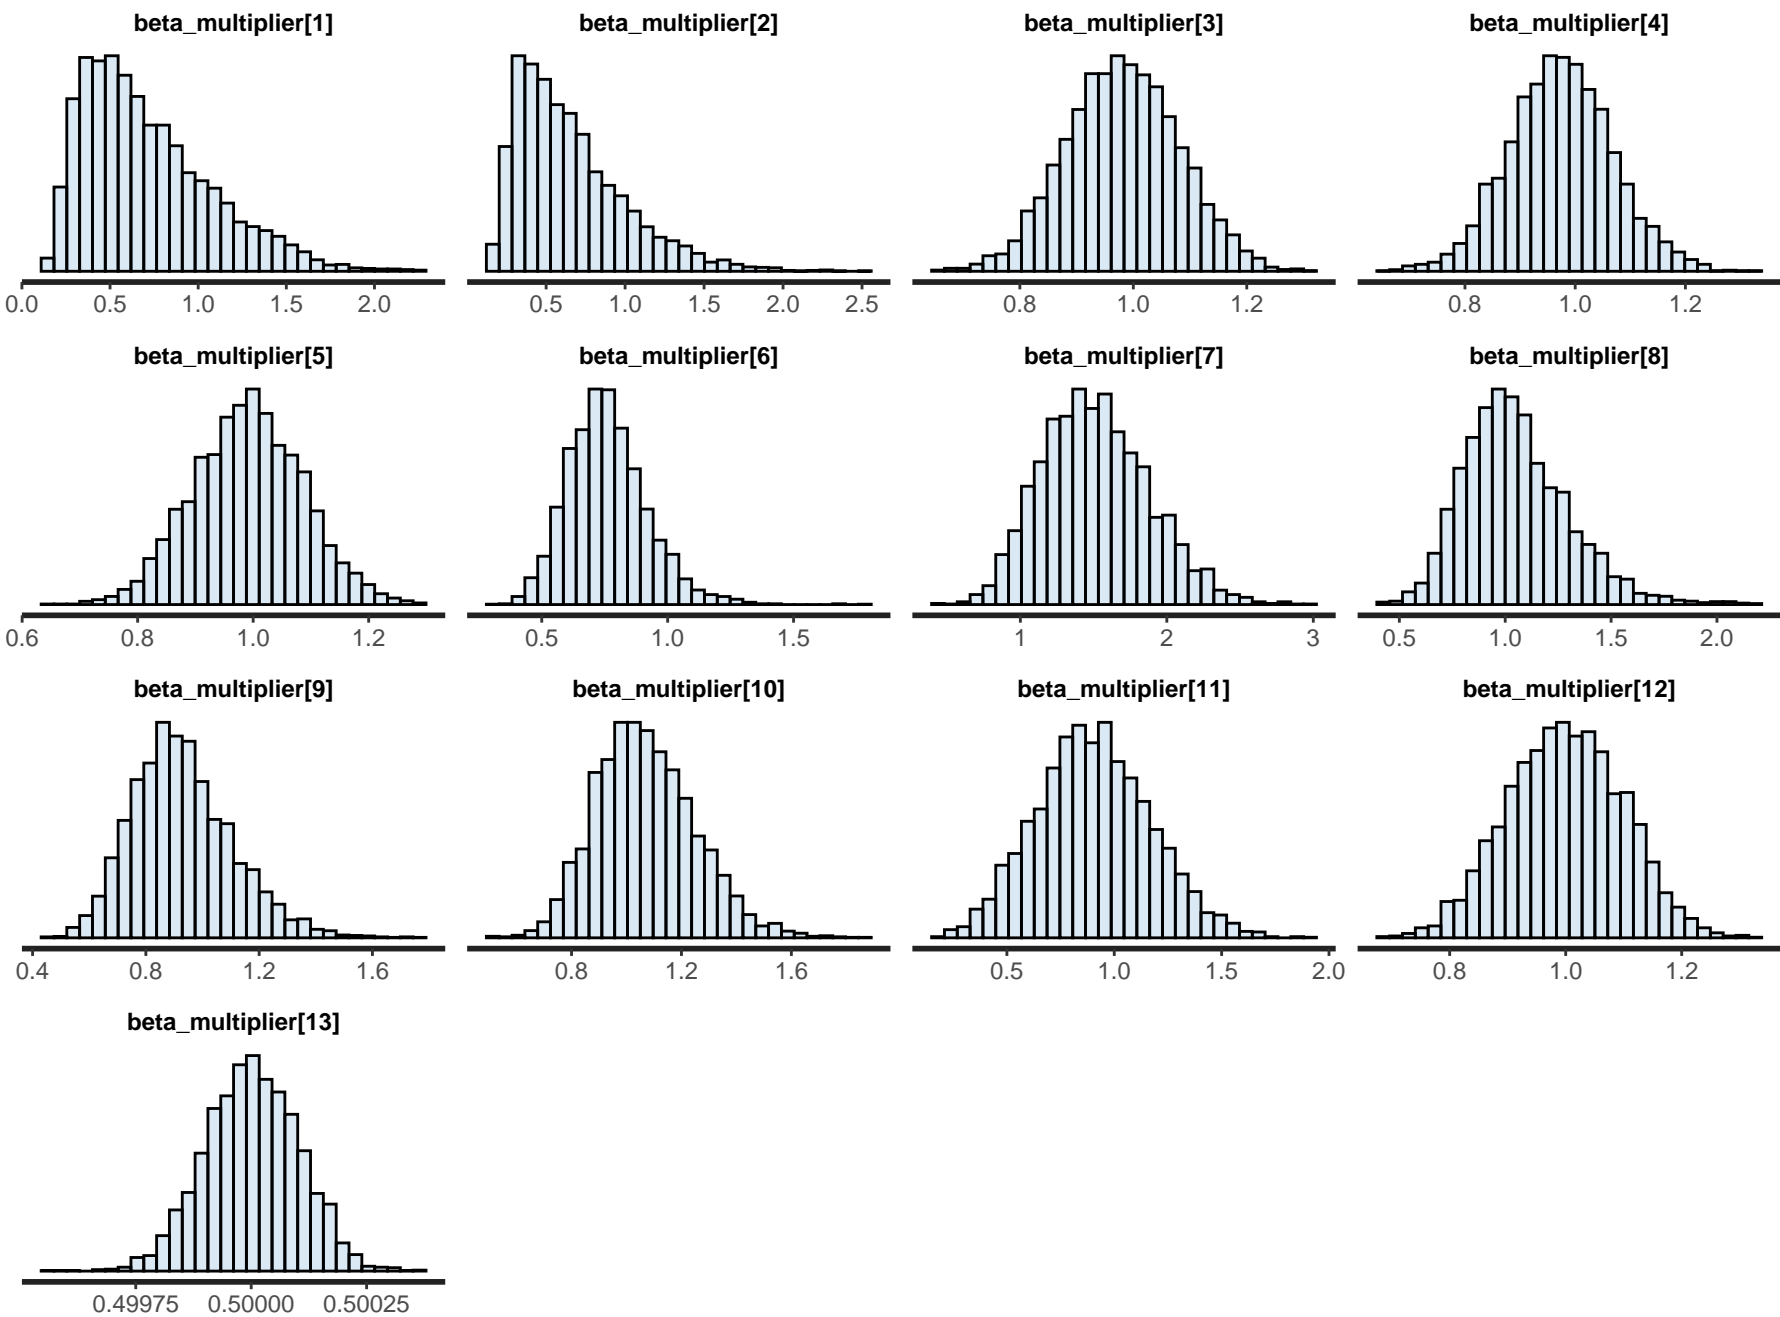 beta_multiplier[1] beta_multiplier[2] beta_multiplier[3] beta_multiplier[4]
0.0 0.5 1.0 1.5 2.0 0.5 1.0 1.5 2.0 2.5 0.8 1.0 1.2 0.8 1.0 1.2
beta_multiplier[5] beta_multiplier[6] beta_multiplier[7] beta_multiplier[8]
0.6 0.8 1.0 1.2 0.5 1.0 1.5 1 2 3 0.5 1.0 1.5 2.0
beta_multiplier[9] beta_multiplier[10] beta_multiplier[11] beta_multiplier[12]
0.4 0.8 1.2 1.6 0.8 1.2 1.6 0.5 1.0 1.5 2.0 0.8 1.0 1.2
beta_multiplier[13]
0.49975 0.50000 0.50025